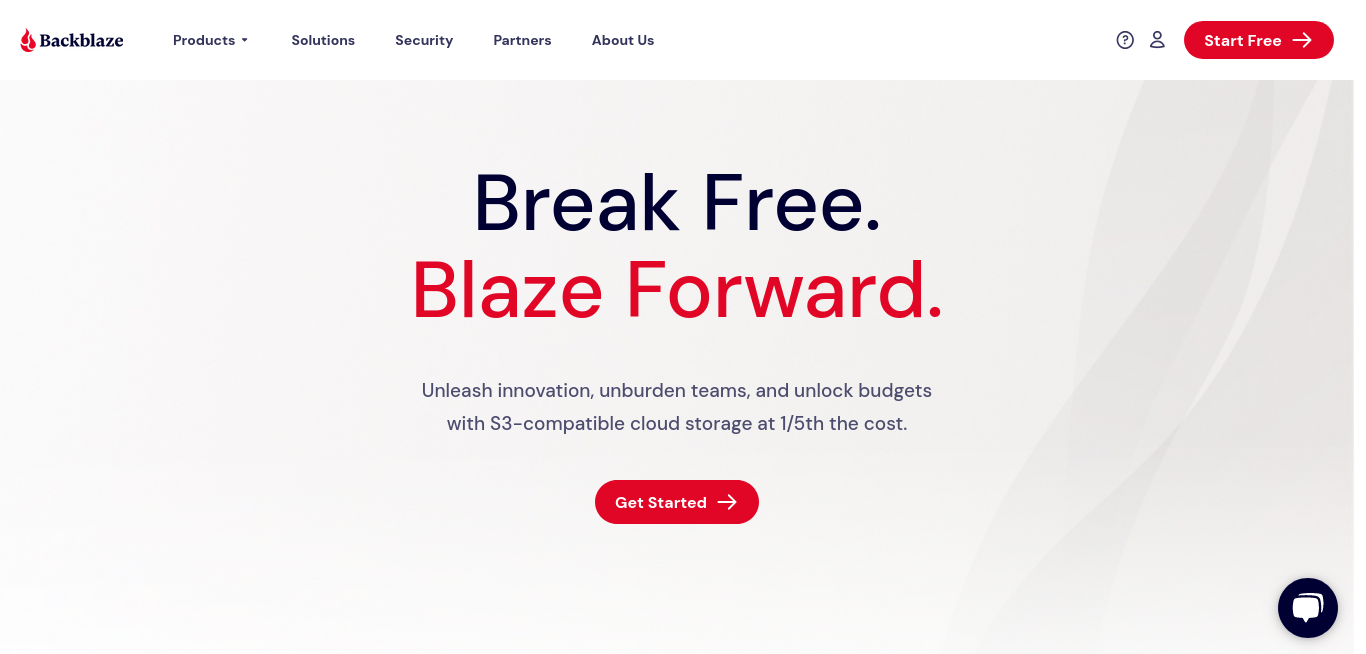 Backblaze
Products
Solutions
Security
Partners
About Us
Start Free
Break Free.
Blaze Forward.
Unleash innovation, unburden teams, and unlock budgets
with S3-compatible cloud storage at 1/5th the cost.
Get Started